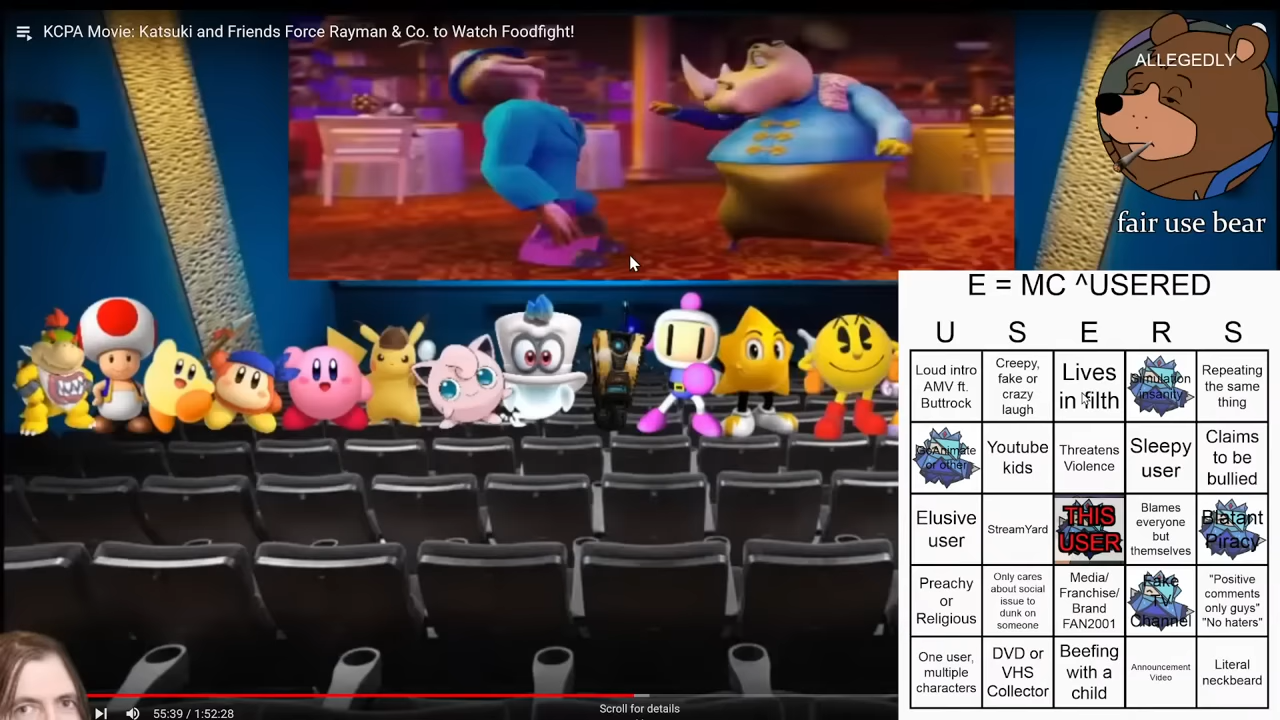 KCPA Movie: Katsuki and Friends Force Rayman & Co. to Watch Foodfight!
ALLEGEDLY
fair use bear
E = MC ^USERED
U S E R S
Loud intro
AMV ft.
Buttrock
Creepy,
fake or
crazy
laugh
Lives
in filth
Simulation
insanity
Repeating
the same
thing
GoAnimate
or other
Youtube
kids
Threatens
Violence
Sleepy
user
Claims
to be
bullied
Elusive
user
StreamYard
THIS
USER
Blames
everyone
but
themselves
Blatant
Piracy
Preachy
or
Religious
Only cares
about social
issue to
dunk on
someone
Media/
Franchise/
Brand
FAN2001
Fake
TV
Channel
"Positive
comments
only guys"
"No haters"
One user,
multiple
characters
DVD or
VHS
Collector
Beefing
with a
child
Announcement
Video
Literal
neckbeard
55:39 / 1:52:28
Scroll for details